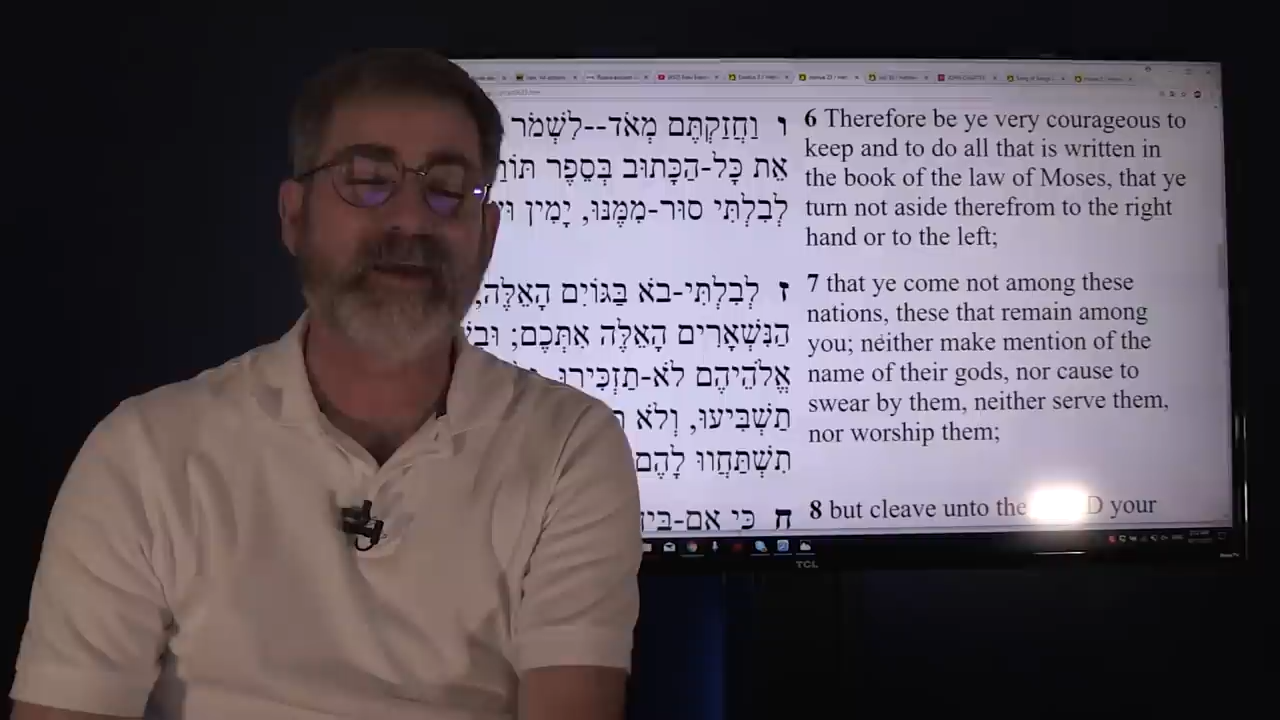 ו וַחֲזַקְתֶּם מְאֹד--לִשְׁמֹר
אֵת כָּל-הַכָּתוּב בְּסֵפֶר
לְבִלְתִּי סוּר-מִמֶּנּוּ, יָמִין
ז לְבִלְתִּי-בֹא בַּגּוֹיִם הָאֵלֶּה,
הַנִּשְׁאָרִים הָאֵלֶּה אִתְּכֶם;
אֱלֹהֵיהֶם לֹא-תַזְכִּירוּ
תַשְׁבִּיעוּ, וְלֹא
תִשְׁתַּחֲווּ לָהֶם
ח כִּי אִם-
6 Therefore be ye very courageous to
keep and to do all that is written in
the book of the law of Moses, that ye
turn not aside therefrom to the right
hand or to the left;
7 that ye come not among these
nations, these that remain among
you; neither make mention of the
name of their gods, nor cause to
swear by them, neither serve them,
nor worship them;
8 but cleave unto the your
TCL